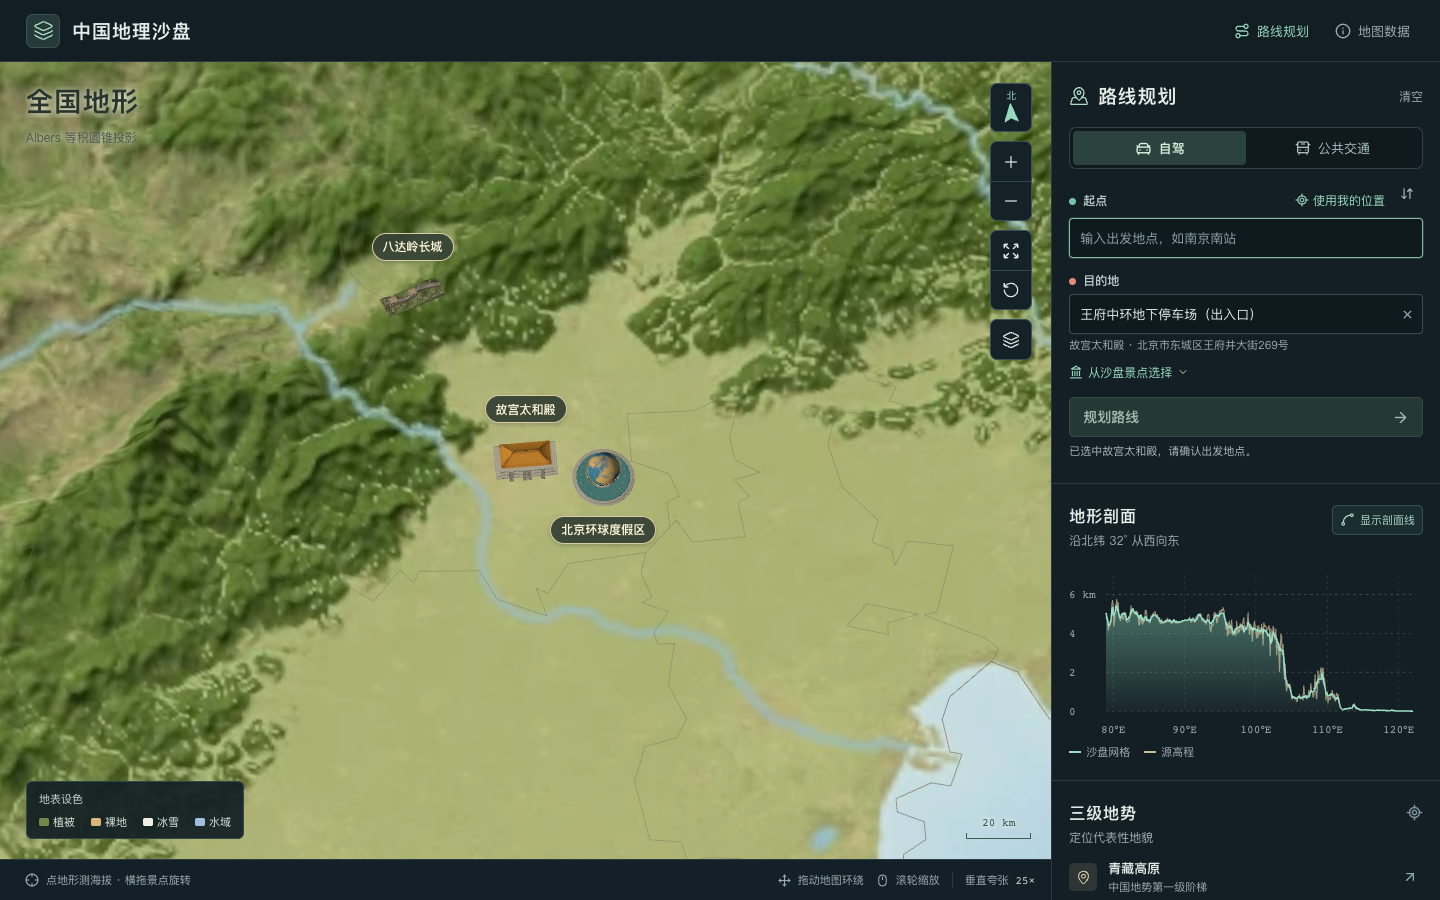 中国地理沙盘
路线规划
地图数据
全国地形
Albers 等积圆锥投影
北
八达岭长城
故宫太和殿
北京环球度假区
地表设色
植被
裸地
冰雪
水域
20 km
点地形测海拔 · 横拖景点旋转
拖动地图环绕
滚轮缩放
垂直夸张 25×
路线规划
清空
自驾
公共交通
起点
使用我的位置
输入出发地点，如南京南站
目的地
王府中环地下停车场（出入口）
故宫太和殿 · 北京市东城区王府井大街269号
从沙盘景点选择
规划路线
已选中故宫太和殿，请确认出发地点。
地形剖面
显示剖面线
沿北纬 32° 从西向东
6 km
4
2
0
80°E
90°E
100°E
110°E
120°E
沙盘网格
源高程
三级地势
定位代表性地貌
青藏高原
中国地势第一级阶梯